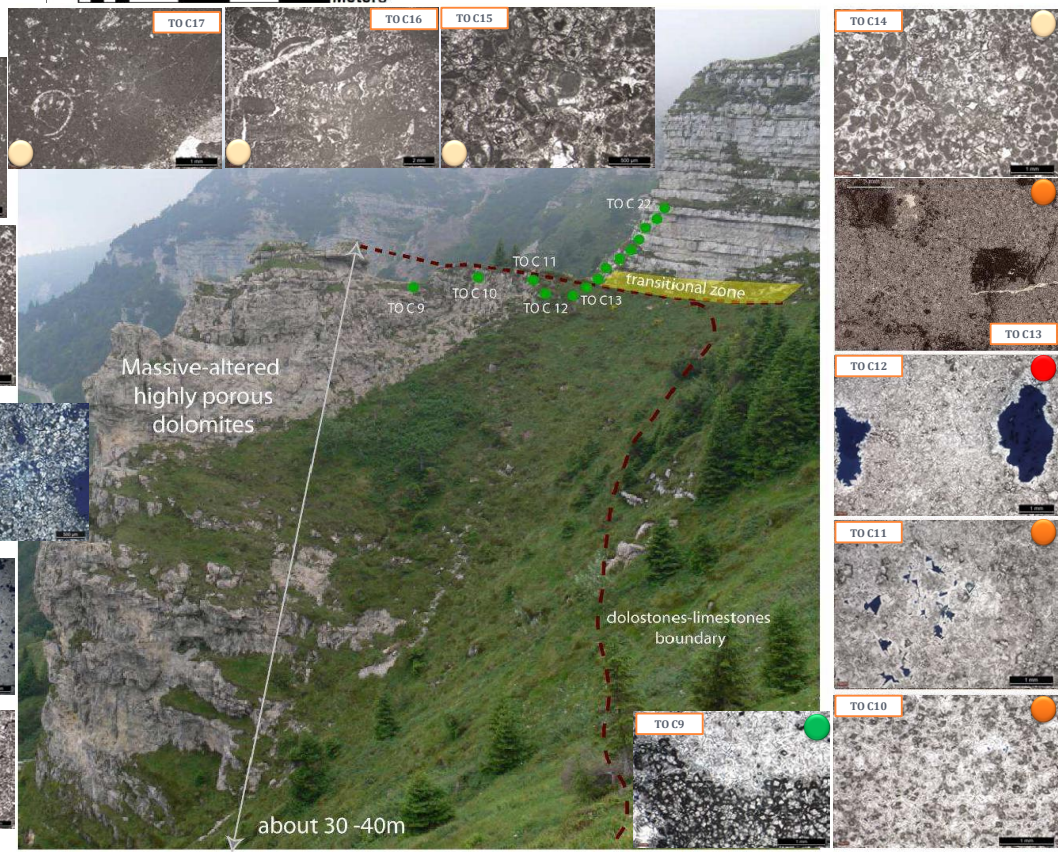 Meters
TO C17
TO C16
TO C15
TO C14
1 mm
2 mm
500 µm
1 mm
TO C 22
TO C 11
TO C 9
TO C 10
TO C 12
TO C13
transitional zone
TO C13
Massive-altered
highly porous
dolomites
TO C12
1 mm
TO C11
1 mm
dolostones-limestones
boundary
TO C9
1 mm
TO C10
1 mm
about 30 -40m